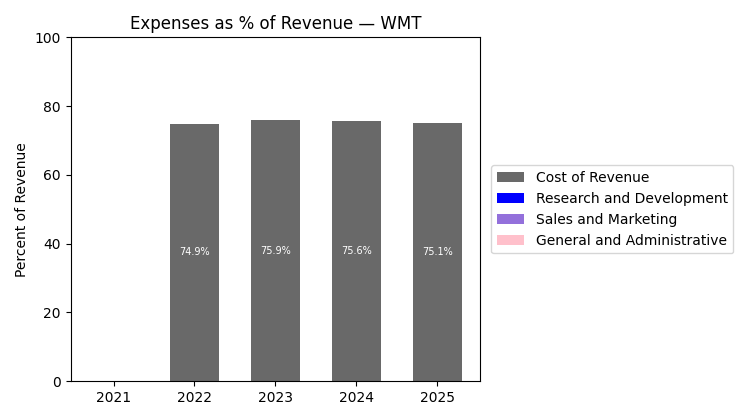 Expenses as % of Revenue — WMT
Percent of Revenue
100
80
60
40
20
0
74.9%
75.9%
75.6%
75.1%
2021
2022
2023
2024
2025
Cost of Revenue
Research and Development
Sales and Marketing
General and Administrative